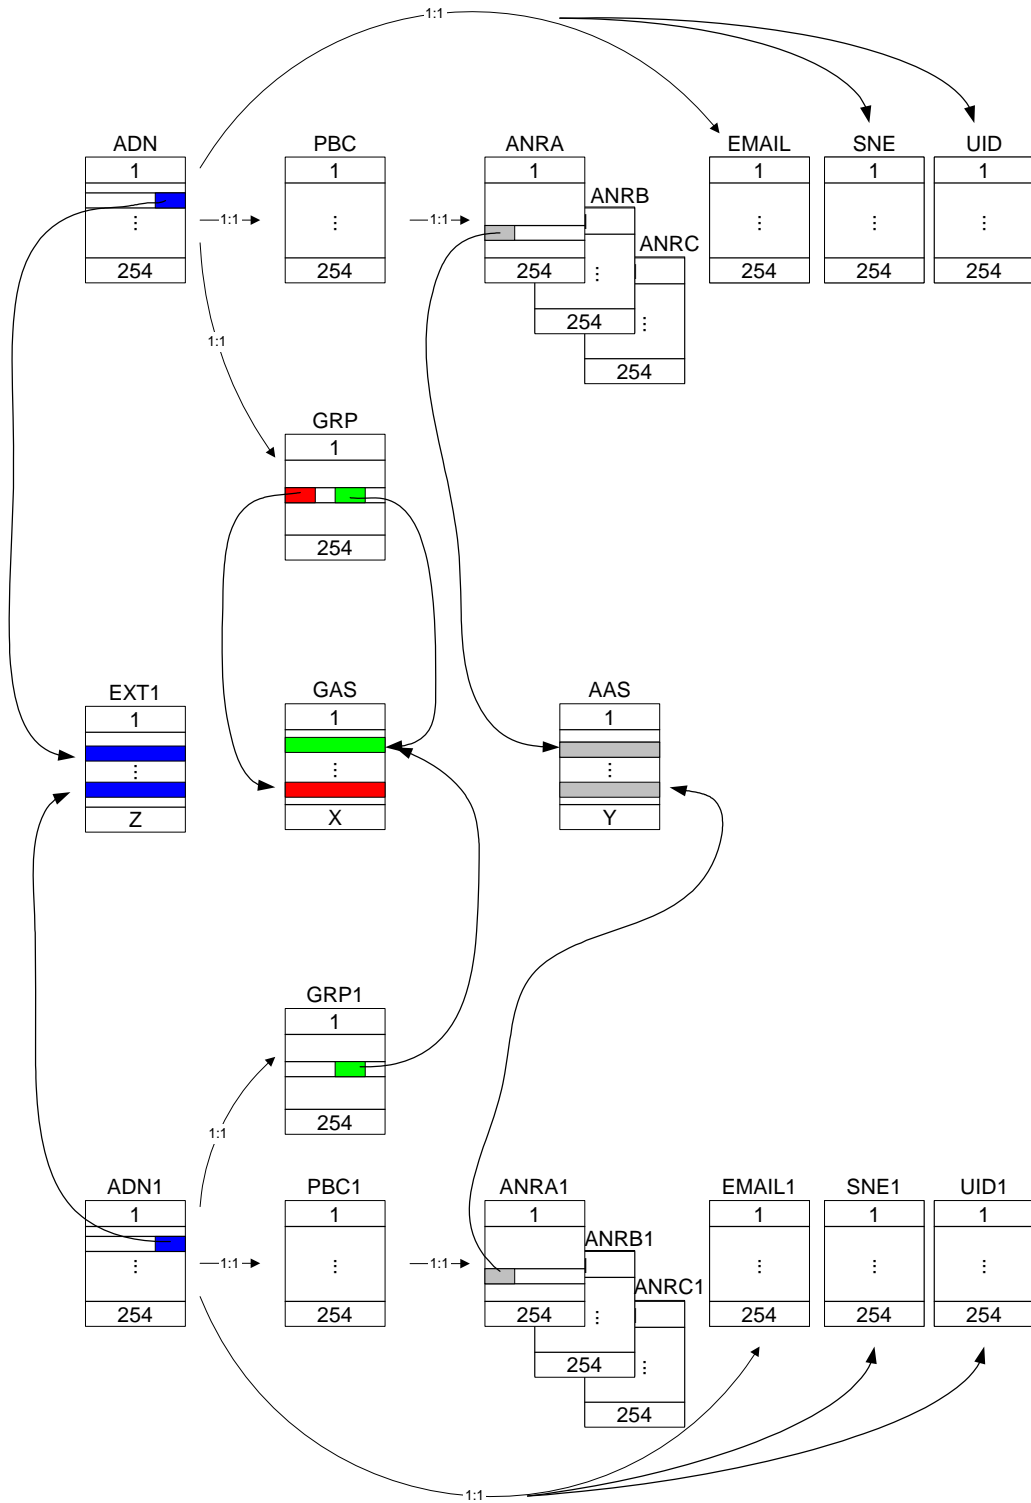 1:1
ADN PBC ANRA EMAIL SNE UID
1 1 1 1 1 1
ANRB
⋮ ⋮ 1:1 1:1 ⋮ ⋮ ⋮
ANRC
254 254 254 ⋮ 254 254 254
254 ⋮
1:1
254
GRP
1
254
EXT1 GAS AAS
1 1 1
⋮ ⋮ ⋮
Z X Y
GRP1
1
254
1:1
ADN1 PBC1 ANRA1 EMAIL1 SNE1 UID1
1 1 1 1 1 1
ANRB1
⋮ 1:1 ⋮ 1:1 ⋮ ⋮ ⋮
ANRC1
254 254 254 ⋮ 254 254 254
254 ⋮
254
1:1